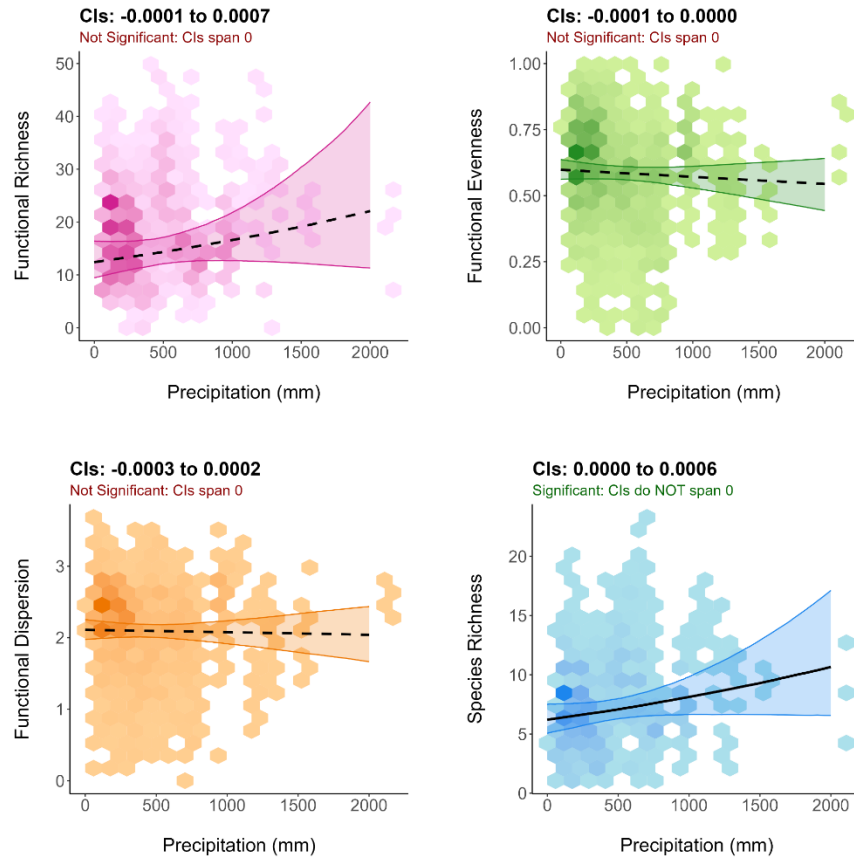 CIs: -0.0001 to 0.0007
Not Significant: CIs span 0
Functional Richness
50
40
30
20
10
0
0 500 1000 1500 2000
Precipitation (mm)
CIs: -0.0001 to 0.0000
Not Significant: CIs span 0
Functional Evenness
1.00
0.75
0.50
0.25
0.00
0 500 1000 1500 2000
Precipitation (mm)
CIs: -0.0003 to 0.0002
Not Significant: CIs span 0
Functional Dispersion
3
2
1
0
0 500 1000 1500 2000
Precipitation (mm)
CIs: 0.0000 to 0.0006
Significant: CIs do NOT span 0
Species Richness
20
15
10
5
0
0 500 1000 1500 2000
Precipitation (mm)